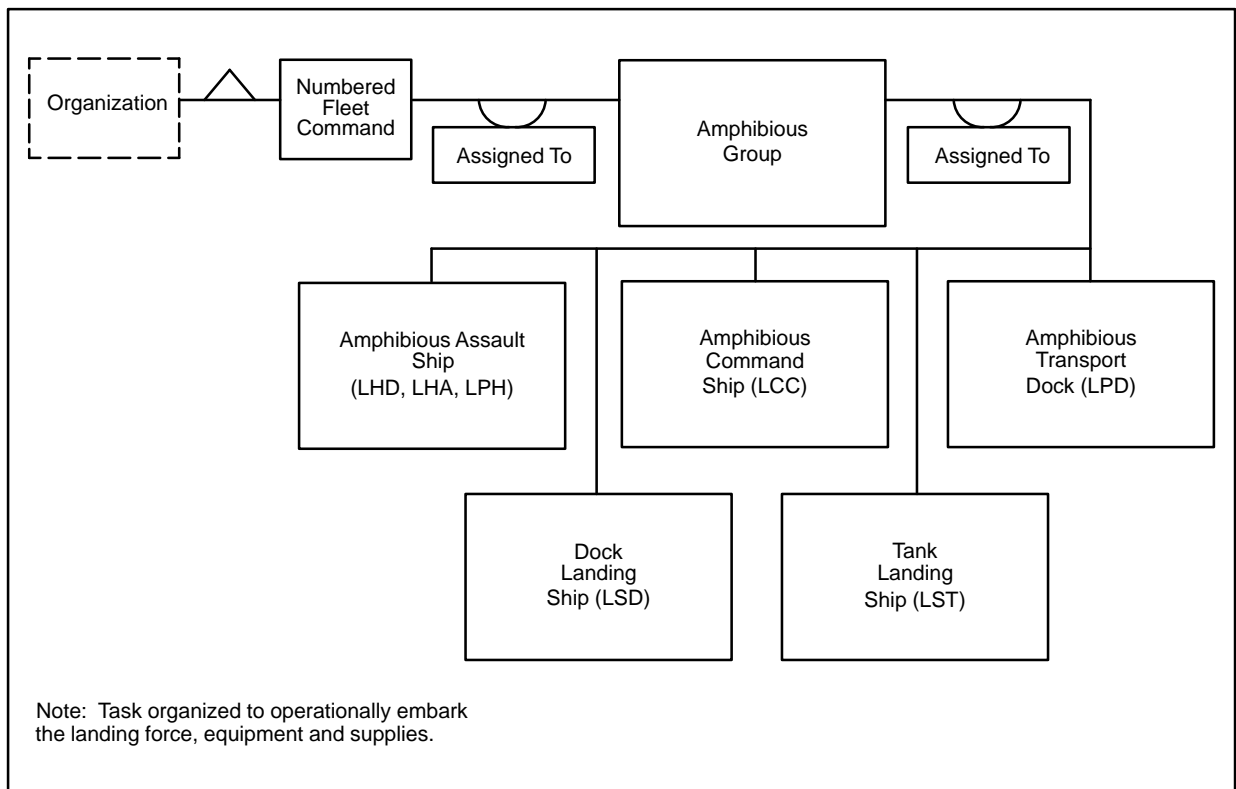 Organization
Numbered
Fleet
Command
Assigned To
Amphibious
Group
Assigned To
Amphibious Assault
Ship
(LHD, LHA, LPH)
Amphibious
Command
Ship (LCC)
Amphibious
Transport
Dock (LPD)
Dock
Landing
Ship (LSD)
Tank
Landing
Ship (LST)
Note:  Task organized to operationally embark
the landing force, equipment and supplies.